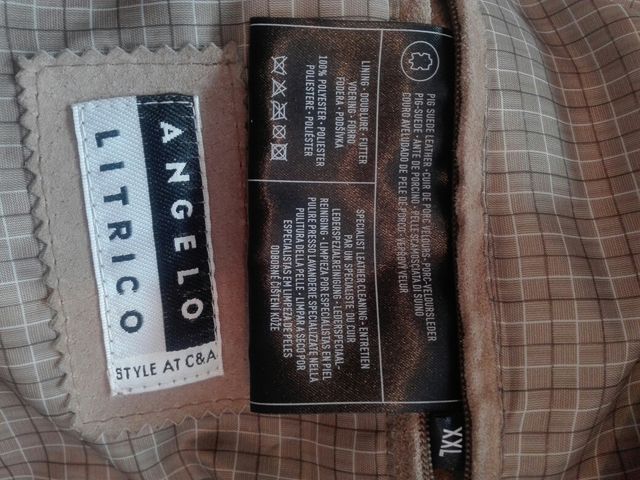 ANGELO
LITRICO
STYLE AT C&A
PIG SUEDE LEATHER - CUIR DE PORC VELOURS - PORC-VELOURSLEDER
PIG-SUEDE - ANTE DE PORCINO - PELLE SCAMOSCIATA DI SUINO
COURO AVELUDADO DE PELE DE PORCO - VEPŘOVÝ VELUR
LINING - DOUBLURE - FUTTER
VOERING - FORRO
FODERA - PODŠÍVKA
100% POLYESTER - POLIESTER
POLIESTERE - POLIÉSTER
SPECIALIST LEATHER CLEANING - ENTRETIEN
PAR UN SPECIALISTE DU CUIR
LEDERSPEZIALREINIGUNG - LEDERSPECIAAL-
REINIGING - LIMPIEZA POR ESPECIALISTAS EN PIEL
PULIRE PRESSO LAVANDERIE SPECIALIZZATE NELLA
PULITURA DELLA PELLE - LIMPAR A SECO POR
ESPECIALISTAS EM LIMPEZA DE PELES
ODBORNÉ ČIŠTĚNÍ KŮŽE
XXL